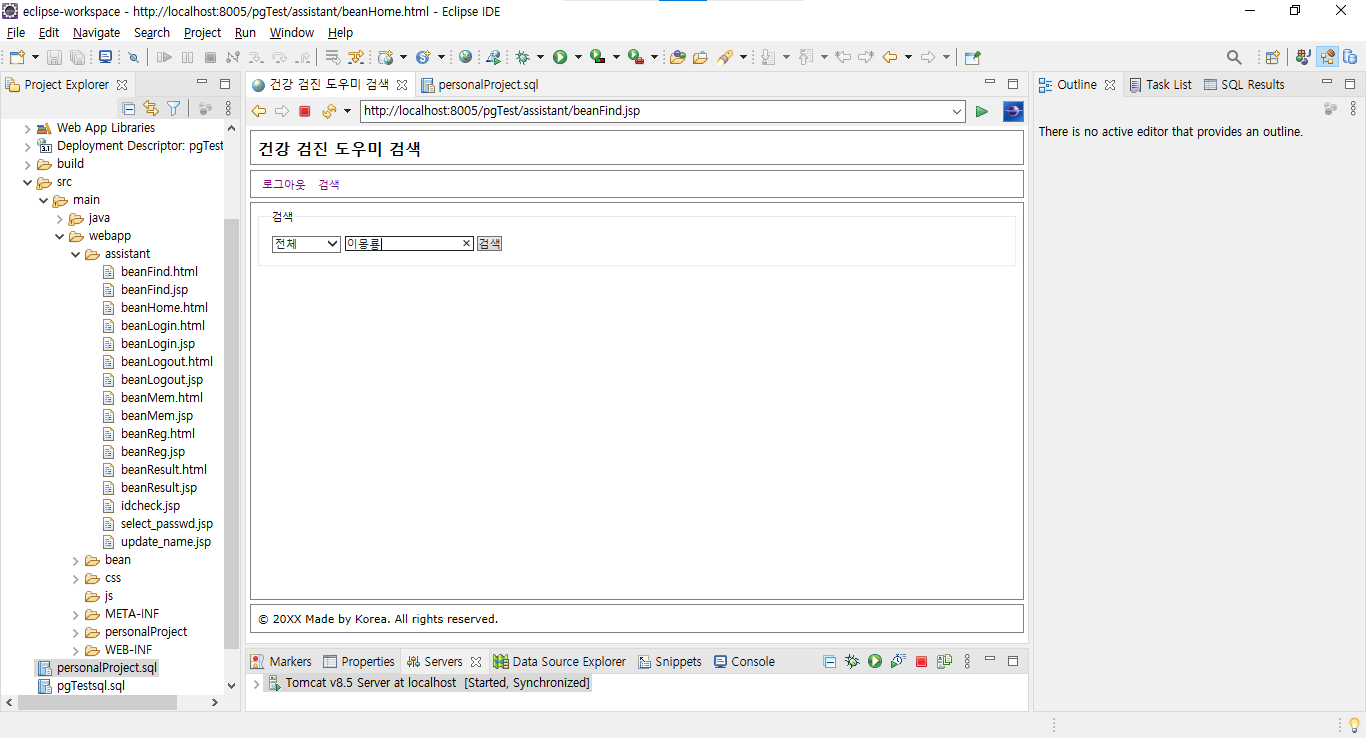 eclipse-workspace - http://localhost:8005/pgTest/assistant/beanHome.html - Eclipse IDE
File Edit Navigate Search Project Run Window Help
Project Explorer
Web App Libraries
Deployment Descriptor: pgTest
build
src
main
java
webapp
assistant
beanFind.html
beanFind.jsp
beanHome.html
beanLogin.html
beanLogin.jsp
beanLogout.html
beanLogout.jsp
beanMem.html
beanMem.jsp
beanReg.html
beanReg.jsp
beanResult.html
beanResult.jsp
idcheck.jsp
select_passwd.jsp
update_name.jsp
bean
css
js
META-INF
personalProject
WEB-INF
personalProject.sql
pgTestsql.sql
건강 검진 도우미 검색 personalProject.sql
http://localhost:8005/pgTest/assistant/beanFind.jsp
건강 검진 도우미 검색
로그아웃 검색
검색
전체 이몽룡 검색
© 20XX Made by Korea. All rights reserved.
Markers Properties Servers Data Source Explorer Snippets Console
Tomcat v8.5 Server at localhost [Started, Synchronized]
Outline Task List SQL Results
There is no active editor that provides an outline.